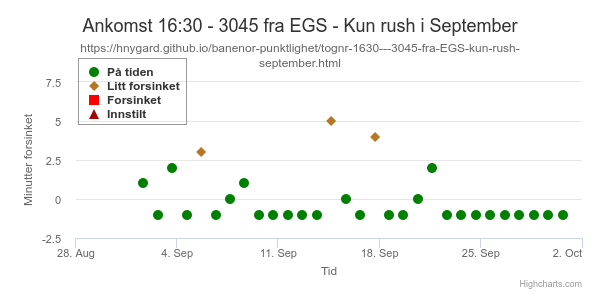 Ankomst 16:30 - 3045 fra EGS - Kun rush i September
https://hnygard.github.io/banenor-punktlighet/tognr-1630---3045-fra-EGS-kun-rush-
september.html
På tiden
Litt forsinket
Forsinket
Innstilt
Minutter forsinket
7.5
5
2.5
0
-2.5
28. Aug
4. Sep
11. Sep
18. Sep
25. Sep
2. Oct
Tid
Highcharts.com